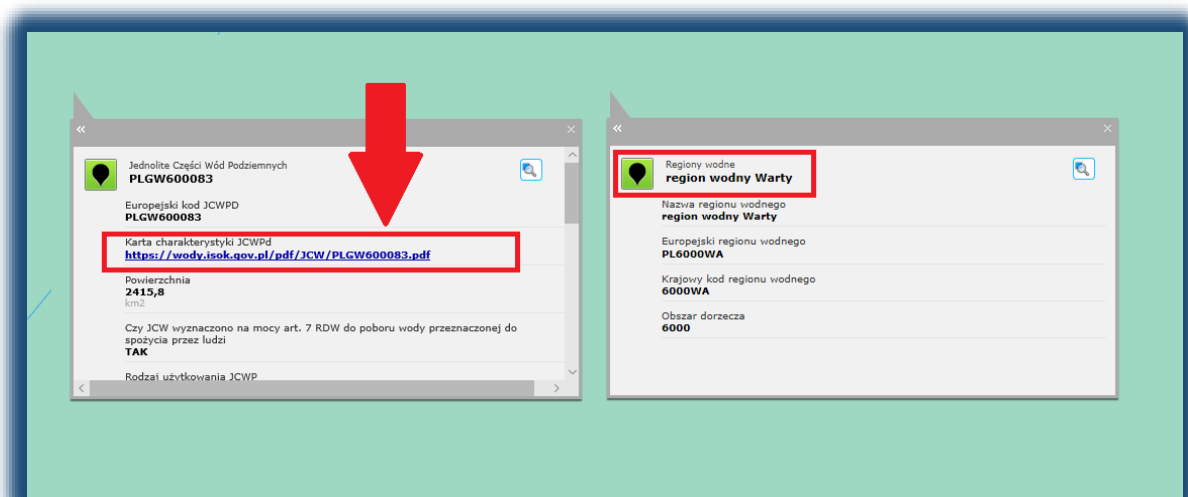 Jednolite Części Wód Podziemnych
PLGW600083
Europejski kod JCWPD
PLGW600083
Karta charakterystyki JCWPd
https://wody.isok.gov.pl/pdf/JCW/PLGW600083.pdf
Powierzchnia
2415,8
km2
Czy JCW wyznaczono na mocy art. 7 RDW do poboru wody przeznaczonej do
spożycia przez ludzi
TAK
Rodzaj użytkowania JCWP
Regiony wodne
region wodny Warty
Nazwa regionu wodnego
region wodny Warty
Europejski regionu wodnego
PL6000WA
Krajowy kod regionu wodnego
6000WA
Obszar dorzecza
6000